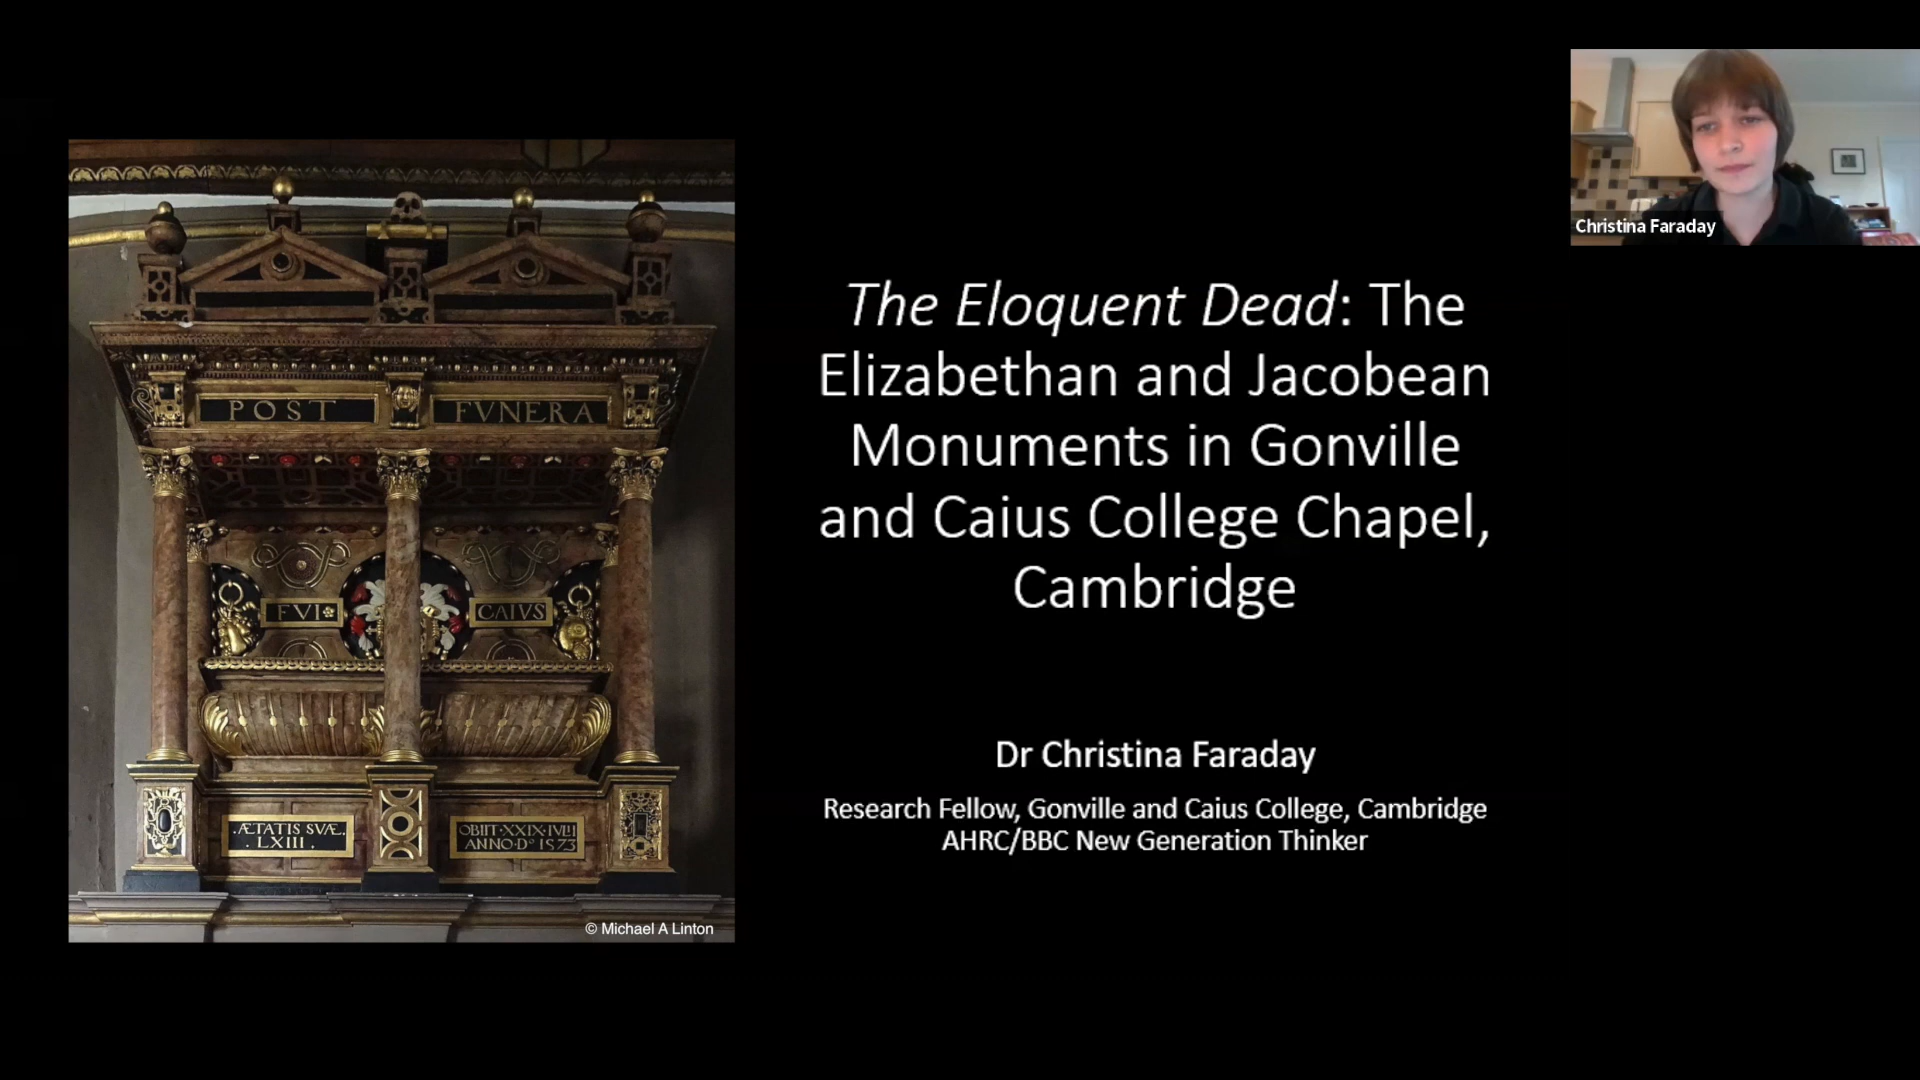 Christina Faraday
POST FVNERA
FVI CAIVS
.ÆTATIS SVÆ.
.LXIII.
OBIIT·XXIX·IVLII
ANNO·D° 1573
© Michael A Linton
The Eloquent Dead: The
Elizabethan and Jacobean
Monuments in Gonville
and Caius College Chapel,
Cambridge
Dr Christina Faraday
Research Fellow, Gonville and Caius College, Cambridge
AHRC/BBC New Generation Thinker